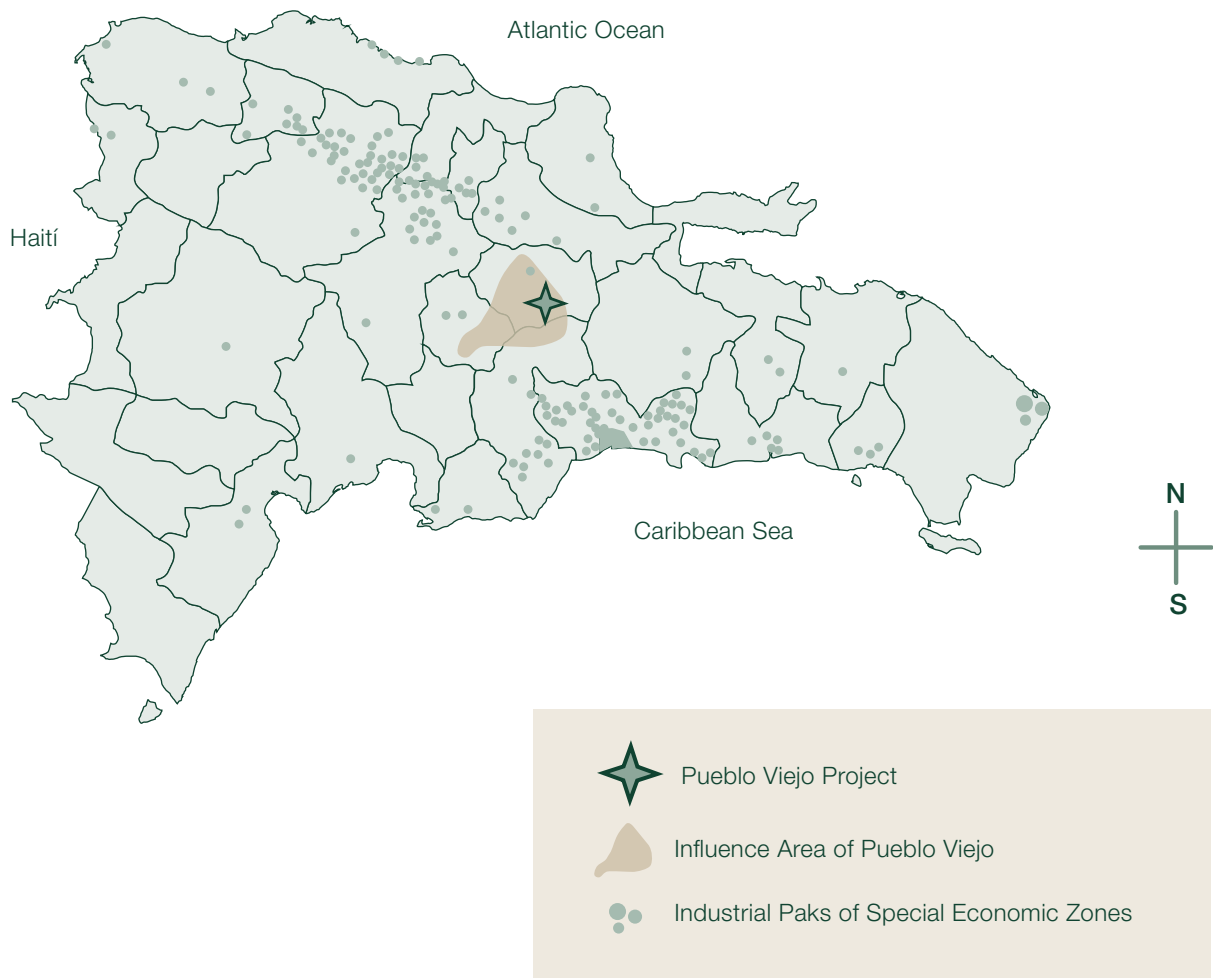 Atlantic Ocean
Haití
Caribbean Sea
N
S
Pueblo Viejo Project
Influence Area of Pueblo Viejo
Industrial Paks of Special Economic Zones